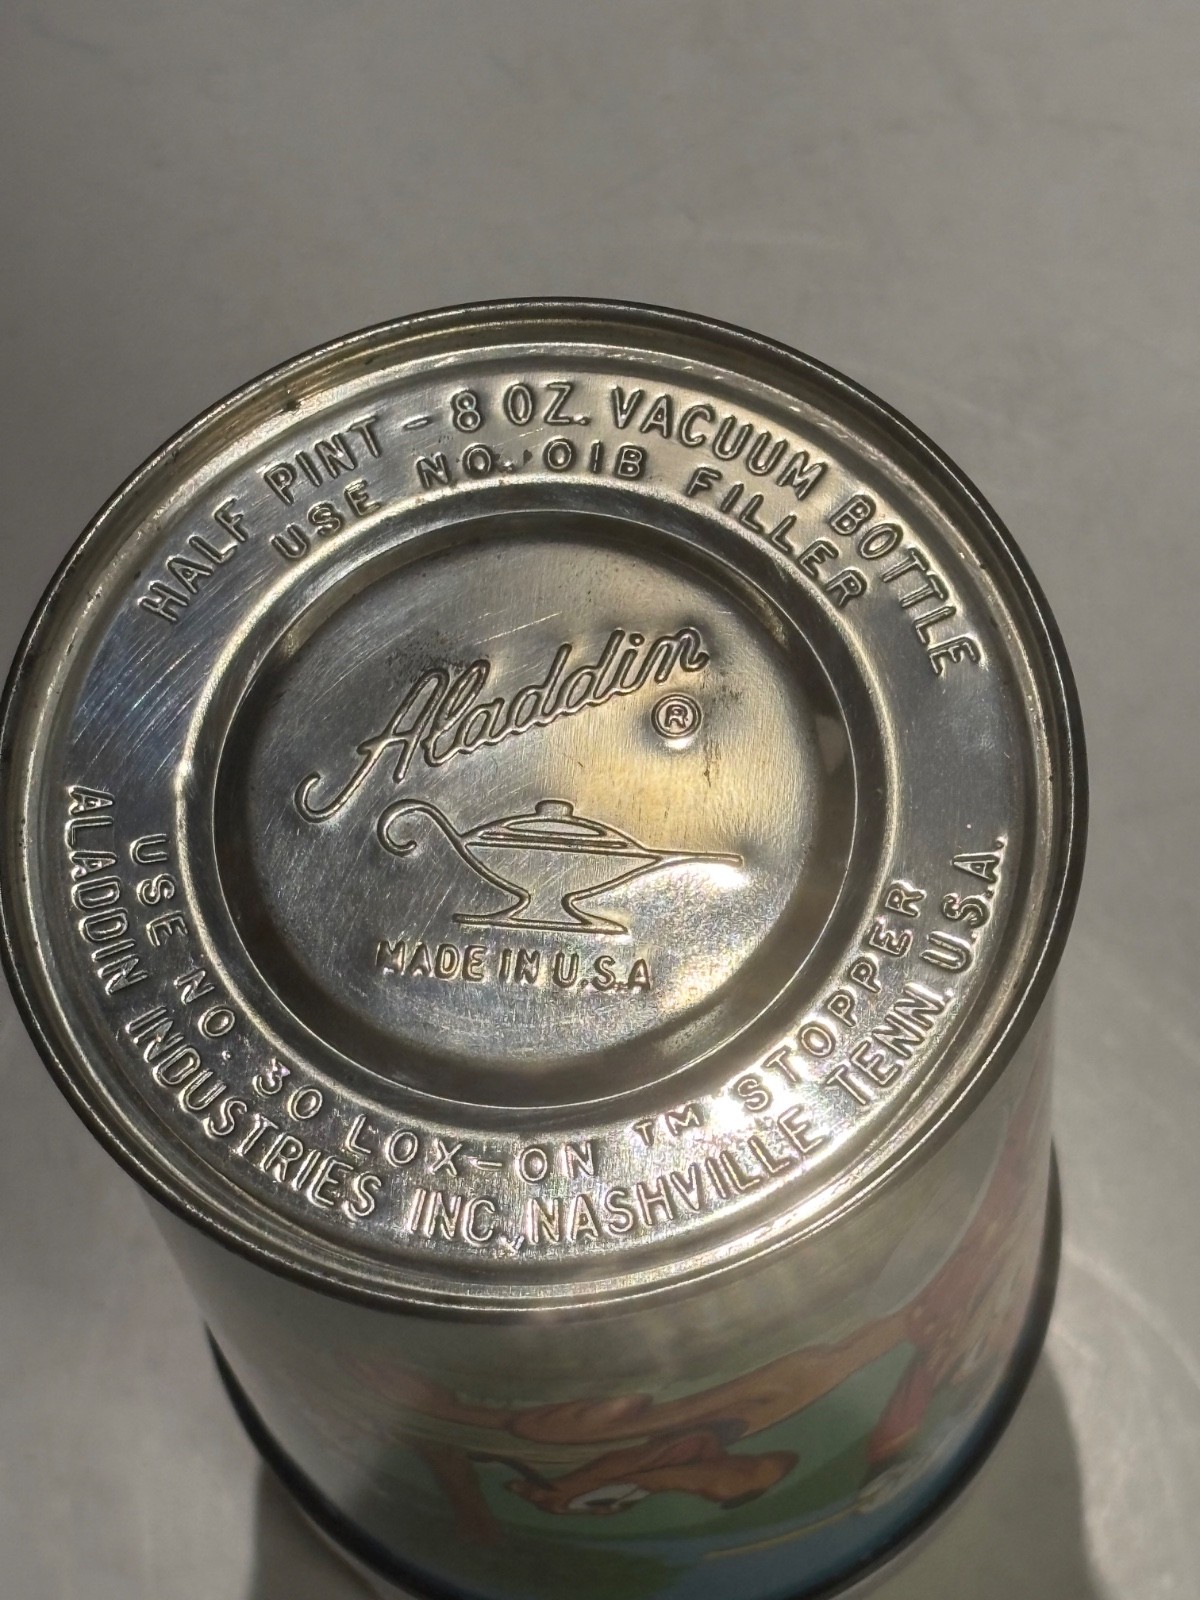 HALF PINT - 8 OZ. VACUUM BOTTLE
USE NO. 01B FILLER
Aladdin ®
MADE IN U.S.A
USE NO. 30 LOX-ON ™ STOPPER
ALADDIN INDUSTRIES INC., NASHVILLE TENN. U.S.A.